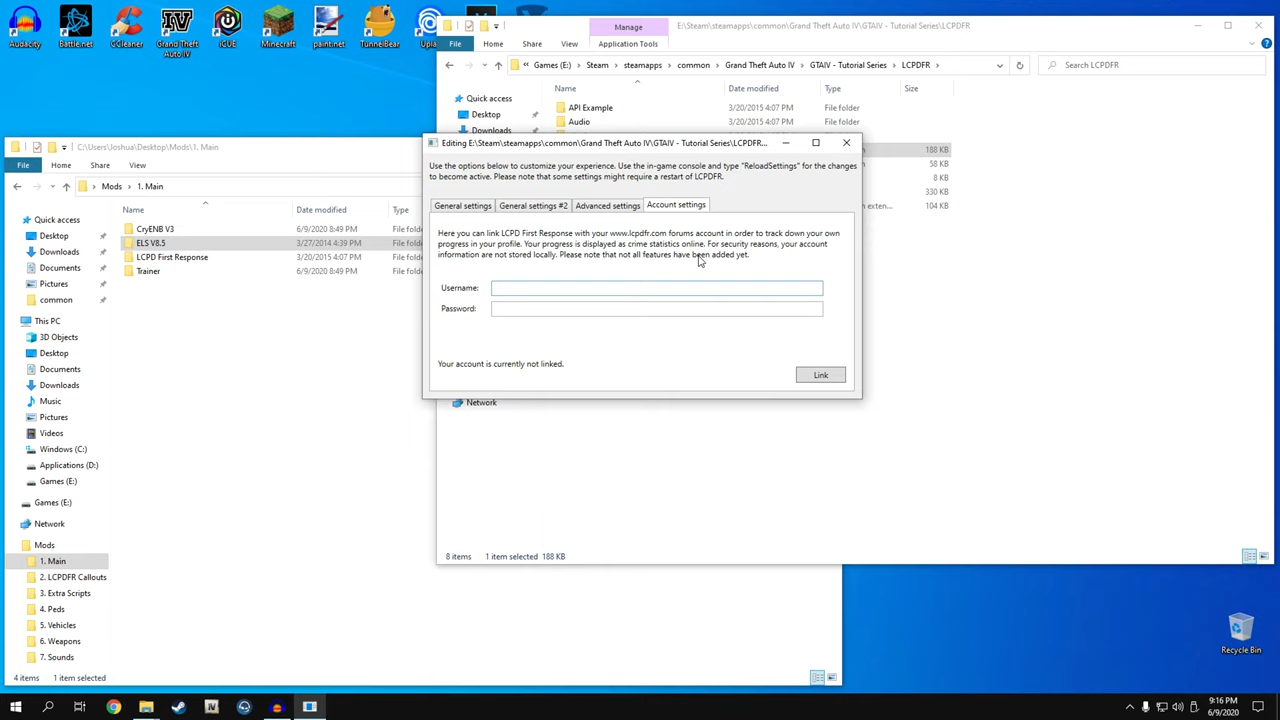 Audacity
Battle.net
CCleaner
Grand Theft
Auto IV
iCUE
Minecraft
paint.net
TunnelBear
Upla
Manage
E:\Steam\steamapps\common\Grand Theft Auto IV\GTAIV - Tutorial Series\LCPDFR
File
Home
Share
View
Application Tools
Games (E:)
Steam
steamapps
common
Grand Theft Auto IV
GTAIV - Tutorial Series
LCPDFR
Search LCPDFR
Name
Date modified
Type
Size
Quick access
Desktop
Downloads
API Example
3/20/2015 4:07 PM
File folder
Audio
3/20/2015 4:07 PM
File folder
188 KB
58 KB
8 KB
330 KB
exten...
104 KB
Network
8 items
1 item selected
188 KB
Editing E:\Steam\steamapps\common\Grand Theft Auto IV\GTAIV - Tutorial Series\LCPDFR...
Use the options below to customize your experience. Use the in-game console and type "ReloadSettings" for the changes
to become active. Please note that some settings might require a restart of LCPDFR.
General settings
General settings #2
Advanced settings
Account settings
Here you can link LCPD First Response with your www.lcpdfr.com forums account in order to track down your own
progress in your profile. Your progress is displayed as crime statistics online. For security reasons, your account
information are not stored locally. Please note that not all features have been added yet.
Username:
Password:
Your account is currently not linked.
Link
C:\Users\Joshua\Desktop\Mods\1. Main
File
Home
Share
View
Mods
1. Main
Name
Date modified
Type
Quick access
Desktop
Downloads
Documents
Pictures
common
This PC
3D Objects
Desktop
Documents
Downloads
Music
Pictures
Videos
Windows (C:)
Applications (D:)
Games (E:)
Games (E:)
Network
Mods
1. Main
2. LCPDFR Callouts
3. Extra Scripts
4. Peds
5. Vehicles
6. Weapons
7. Sounds
CryENB V3
6/9/2020 8:49 PM
File folde
ELS V8.5
3/27/2014 4:39 PM
File folde
LCPD First Response
3/20/2015 4:07 PM
File folde
Trainer
6/9/2020 8:49 PM
File folde
4 items
1 item selected
Recycle Bin
9:16 PM
6/9/2020